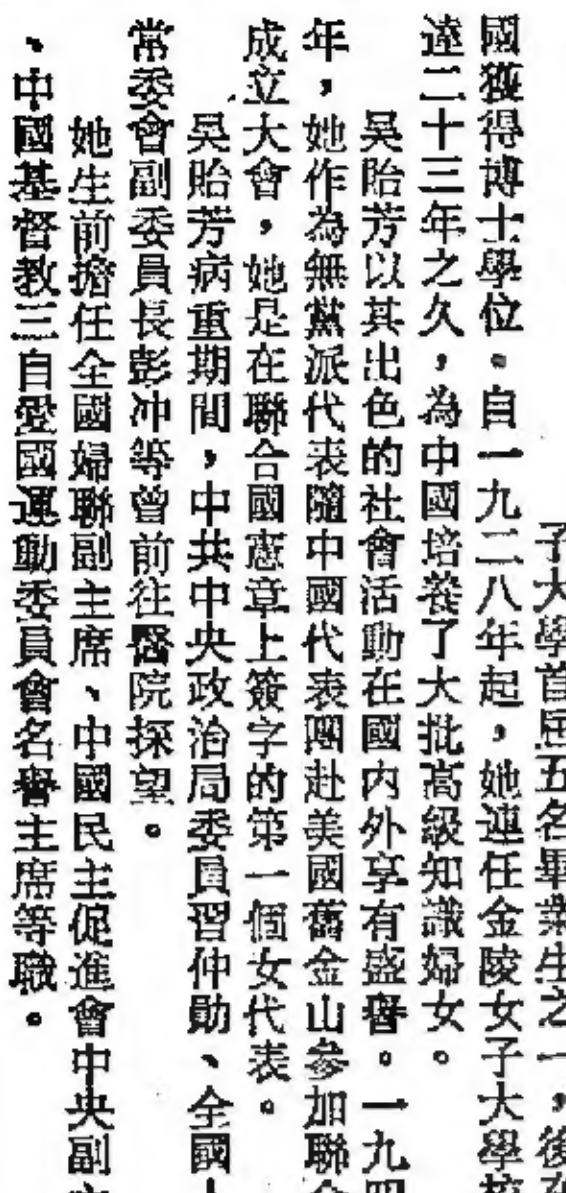 子大學首屆五名畢業生之一，後在
國獲得博士學位。自一九二八年起，她連任金陵女子大學校
達二十三年之久，為中國培養了大批高級知識婦女。
吳貽芳以其出色的社會活動在國內外享有盛譽。一九四
年，她作為無黨派代表隨中國代表團赴美國舊金山參加聯合
成立大會，她是在聯合國憲章上簽字的第一個女代表。
吳貽芳病重期間，中共中央政治局委員習仲勛、全國人
常委會副委員長彭冲等曾前往醫院探望。
她生前擔任全國婦聯副主席、中國民主促進會中央副主
、中國基督教三自愛國運動委員會名譽主席等職。